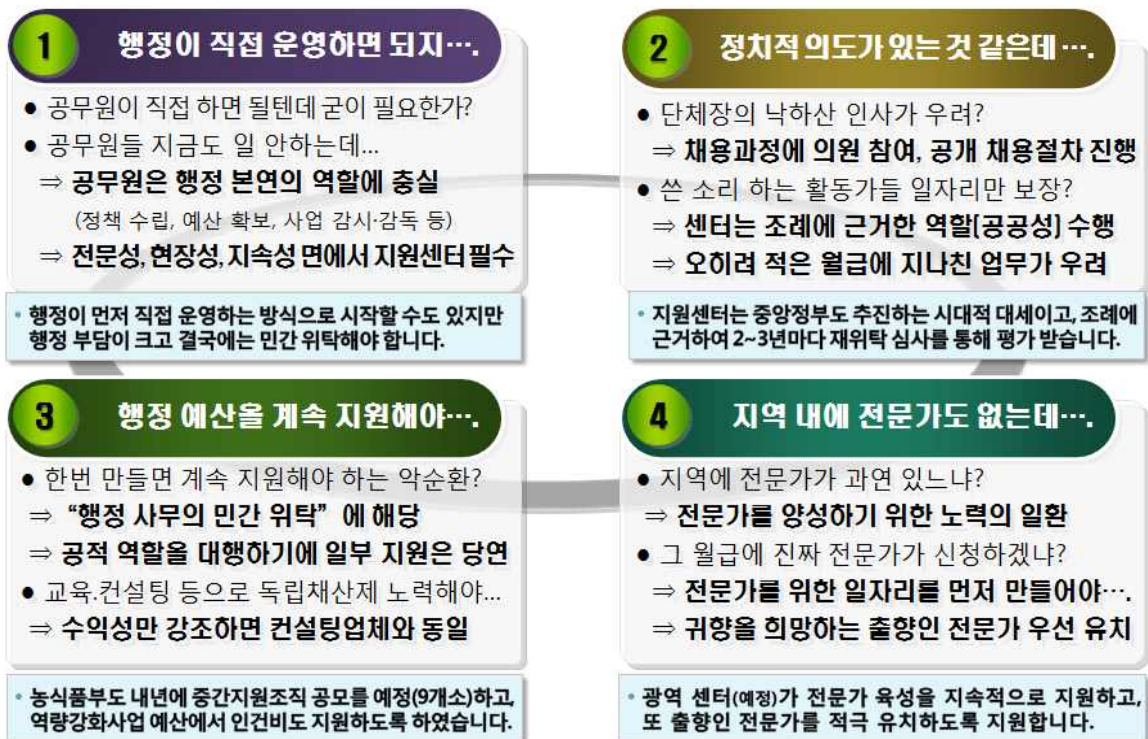 1 행정이 직접 운영하면 되지….
● 공무원이 직접 하면 될텐데 굳이 필요한가?
● 공무원들 지금도 일 안하는데...
⇒ 공무원은 행정 본연의 역할에 충실
(정책 수립, 예산 확보, 사업 감시·감독 등)
⇒ 전문성, 현장성, 지속성 면에서 지원센터 필수
• 행정이 먼저 직접 운영하는 방식으로 시작할 수도 있지만
행정 부담이 크고 결국에는 민간 위탁해야 합니다.
2 정치적 의도가 있는 것 같은데….
● 단체장의 낙하산 인사가 우려?
⇒ 채용과정에 의원 참여, 공개 채용절차 진행
● 쓴 소리 하는 활동가들 일자리만 보장?
⇒ 센터는 조례에 근거한 역할(공공성) 수행
⇒ 오히려 적은 월급에 지나친 업무가 우려
• 지원센터는 중앙정부도 추진하는 시대적 대세이고, 조례에
근거하여 2~3년마다 재위탁 심사를 통해 평가 받습니다.
3 행정 예산을 계속 지원해야….
● 한번 만들면 계속 지원해야 하는 악순환?
⇒ “행정 사무의 민간 위탁” 에 해당
⇒ 공적 역할을 대행하기에 일부 지원은 당연
● 교육.컨설팅 등으로 독립채산제 노력해야...
⇒ 수익성만 강조하면 컨설팅업체와 동일
• 농식품부도 내년에 중간지원조직 공모를 예정(9개소)하고,
역량강화사업 예산에서 인건비도 지원하도록 하였습니다.
4 지역 내에 전문가도 없는데….
● 지역에 전문가가 과연 있느냐?
⇒ 전문가를 양성하기 위한 노력의 일환
● 그 월급에 진짜 전문가가 신청하겠냐?
⇒ 전문가를 위한 일자리를 먼저 만들어야….
⇒ 귀향을 희망하는 출향인 전문가 우선 유치
• 광역 센터(예정)가 전문가 육성을 지속적으로 지원하고,
또 출향인 전문가를 적극 유치하도록 지원합니다.